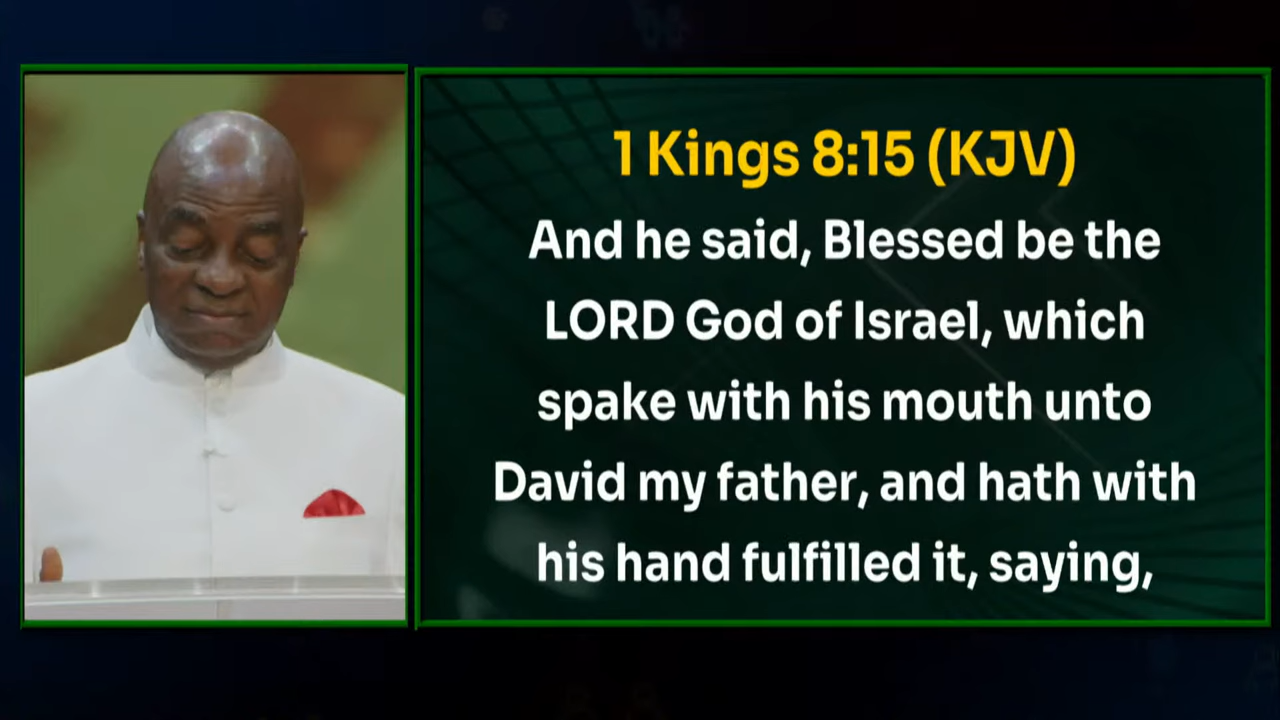 1 Kings 8:15 (KJV)
And he said, Blessed be the
LORD God of Israel, which
spake with his mouth unto
David my father, and hath with
his hand fulfilled it, saying,